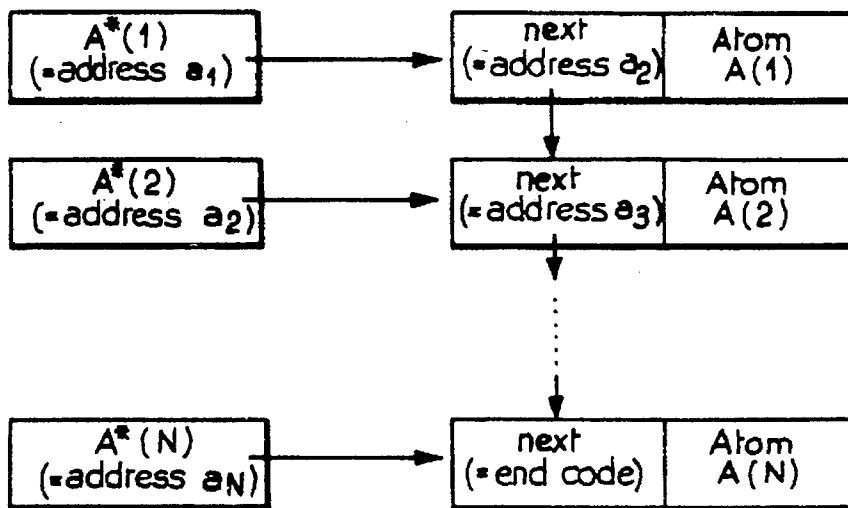 A*(1)
(=address a1)
next
(=address a2)
Atom
A(1)
A*(2)
(=address a2)
next
(=address a3)
Atom
A(2)
A*(N)
(=address aN)
next
(=end code)
Atom
A(N)